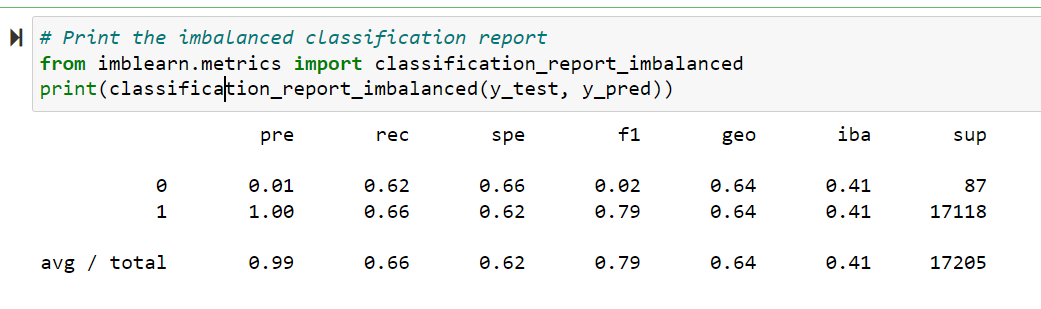 # Print the imbalanced classification report
from imblearn.metrics import classification_report_imbalanced
print(classification_report_imbalanced(y_test, y_pred))
pre rec spe f1 geo iba sup
0 0.01 0.62 0.66 0.02 0.64 0.41 87
1 1.00 0.66 0.62 0.79 0.64 0.41 17118
avg / total 0.99 0.66 0.62 0.79 0.64 0.41 17205